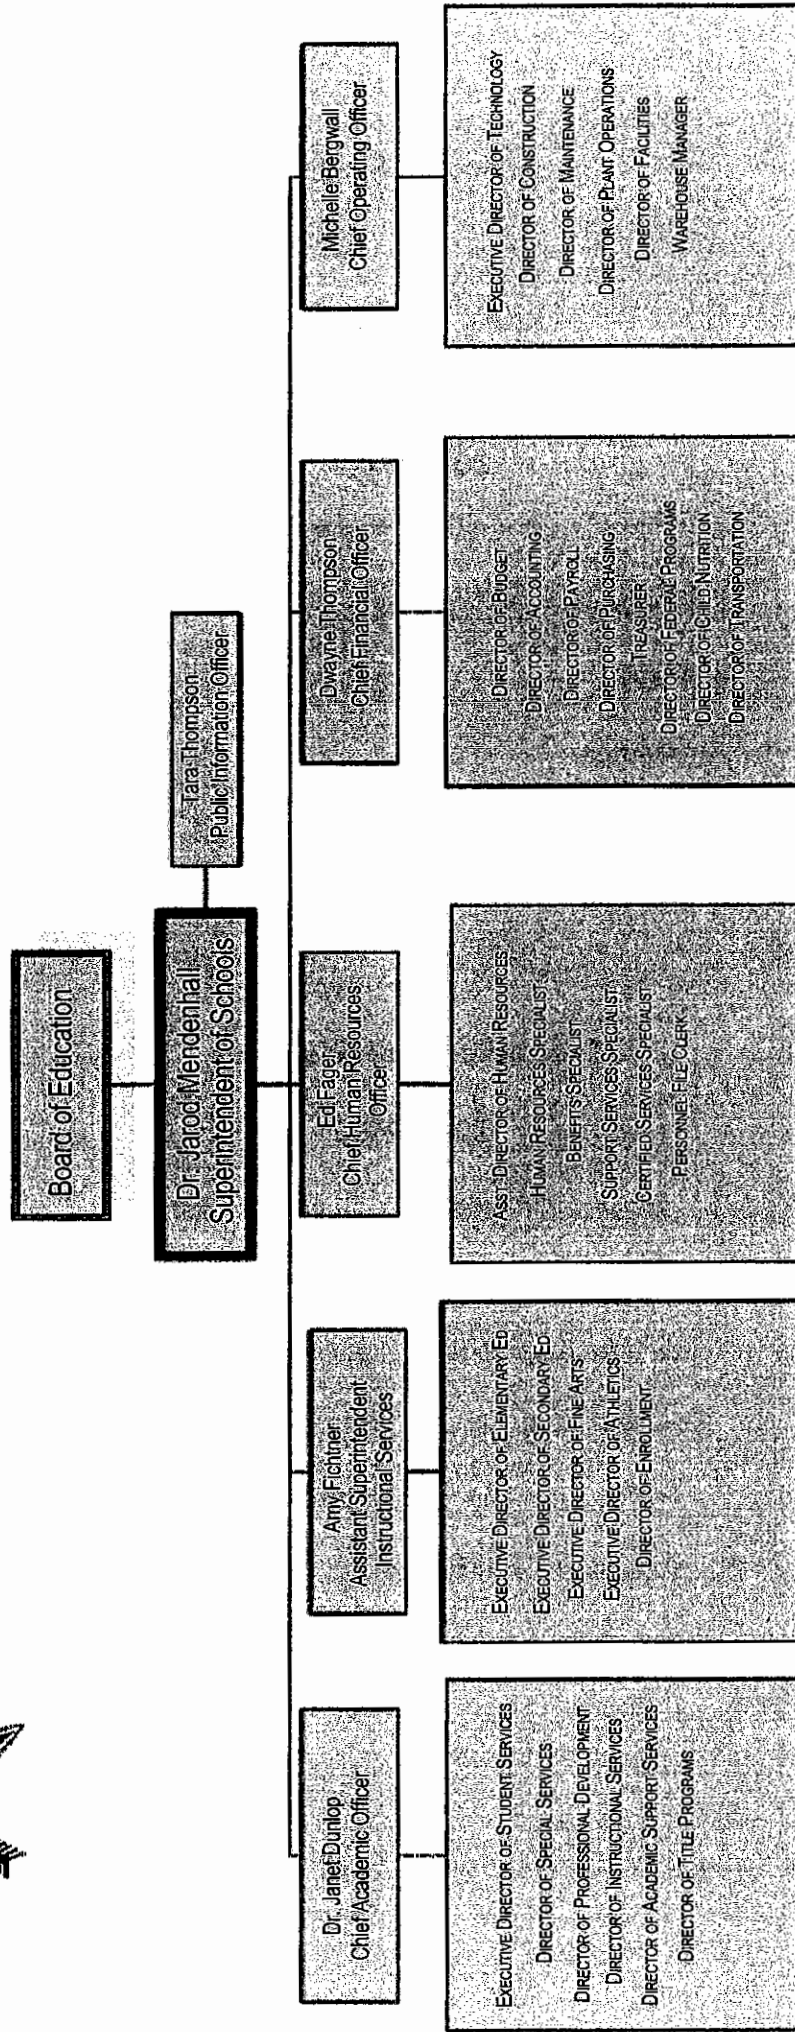 Board of Education
Dr. Jarod Mendenhall
Superintendent of Schools
Tara Thompson
Public Information Officer
Dr. Janet Dunlop
Chief Academic Officer
Amy Fichtner
Assistant Superintendent
Instructional Services
Ed Fager
Chief Human Resources
Officer
Dwayne Thompson
Chief Financial Officer
Michelle Bergwall
Chief Operating Officer
EXECUTIVE DIRECTOR OF STUDENT SERVICES
DIRECTOR OF SPECIAL SERVICES
DIRECTOR OF PROFESSIONAL DEVELOPMENT
DIRECTOR OF INSTRUCTIONAL SERVICES
DIRECTOR OF ACADEMIC SUPPORT SERVICES
DIRECTOR OF TITLE PROGRAMS
EXECUTIVE DIRECTOR OF ELEMENTARY ED
EXECUTIVE DIRECTOR OF SECONDARY ED
EXECUTIVE DIRECTOR OF FINE ARTS
EXECUTIVE DIRECTOR OF ATHLETICS
DIRECTOR OF ENROLLMENT
ASST DIRECTOR OF HUMAN RESOURCES
HUMAN RESOURCES SPECIALIST
BENEFITS SPECIALIST
SUPPORT SERVICES SPECIALIST
CERTIFIED SERVICES SPECIALIST
PERSONNEL FILE CLERK
DIRECTOR OF BUDGET
DIRECTOR OF ACCOUNTING
DIRECTOR OF PAYROLL
DIRECTOR OF PURCHASING
TREASURER
DIRECTOR OF FEDERAL PROGRAMS
DIRECTOR OF CHILD NUTRITION
DIRECTOR OF TRANSPORTATION
EXECUTIVE DIRECTOR OF TECHNOLOGY
DIRECTOR OF CONSTRUCTION
DIRECTOR OF MAINTENANCE
DIRECTOR OF PLANT OPERATIONS
DIRECTOR OF FACILITIES
WAREHOUSE MANAGER